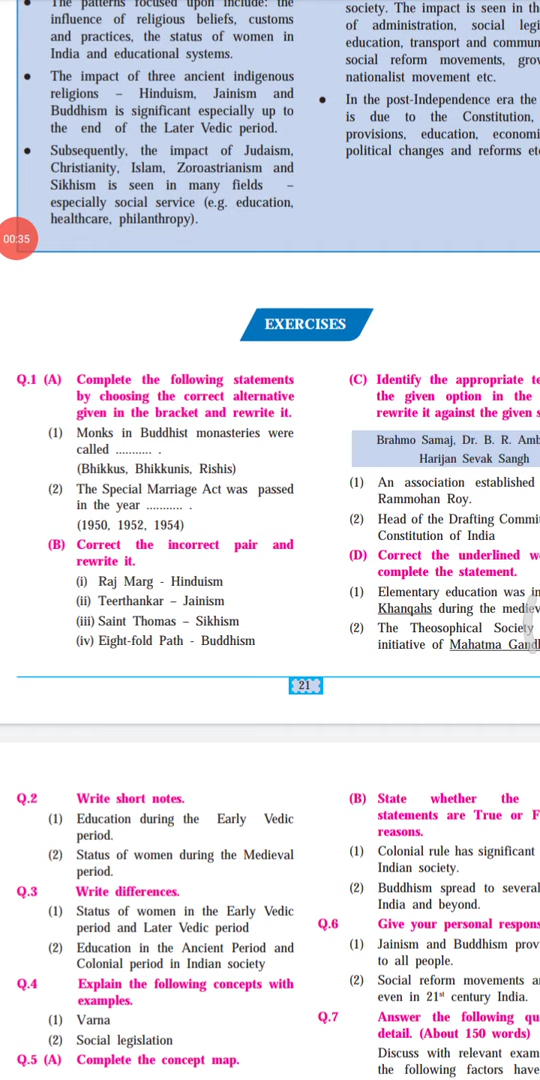 The patterns focused upon include: the
influence of religious beliefs, customs
and practices, the status of women in
India and educational systems.
• The impact of three ancient indigenous
religions – Hinduism, Jainism and
Buddhism is significant especially up to
the end of the Later Vedic period.
• Subsequently, the impact of Judaism,
Christianity, Islam, Zoroastrianism and
Sikhism is seen in many fields –
especially social service (e.g. education,
healthcare, philanthropy).
00:35
society. The impact is seen in th
of administration, social legi
education, transport and commun
social reform movements, grov
nationalist movement etc.
• In the post-Independence era the
is due to the Constitution,
provisions, education, economi
political changes and reforms et
EXERCISES
Q.1 (A) Complete the following statements
by choosing the correct alternative
given in the bracket and rewrite it.
(1) Monks in Buddhist monasteries were
called ........... .
(Bhikkus, Bhikkunis, Rishis)
(2) The Special Marriage Act was passed
in the year ........... .
(1950, 1952, 1954)
(B) Correct the incorrect pair and
rewrite it.
(i) Raj Marg - Hinduism
(ii) Teerthankar – Jainism
(iii) Saint Thomas – Sikhism
(iv) Eight-fold Path - Buddhism
(C) Identify the appropriate te
the given option in the
rewrite it against the given s
Brahmo Samaj, Dr. B. R. Amb
Harijan Sevak Sangh
(1) An association established
Rammohan Roy.
(2) Head of the Drafting Commit
Constitution of India
(D) Correct the underlined w
complete the statement.
(1) Elementary education was in
Khanqahs during the mediev
(2) The Theosophical Society
initiative of Mahatma Gandl
21
Q.2 Write short notes.
(1) Education during the Early Vedic
period.
(2) Status of women during the Medieval
period.
Q.3 Write differences.
(1) Status of women in the Early Vedic
period and Later Vedic period
(2) Education in the Ancient Period and
Colonial period in Indian society
Q.4 Explain the following concepts with
examples.
(1) Varna
(2) Social legislation
Q.5 (A) Complete the concept map.
(B) State whether the
statements are True or F
reasons.
(1) Colonial rule has significant
Indian society.
(2) Buddhism spread to several
India and beyond.
Q.6 Give your personal respons
(1) Jainism and Buddhism prov
to all people.
(2) Social reform movements a
even in 21st century India.
Q.7 Answer the following qu
detail. (About 150 words)
Discuss with relevant exam
the following factors have